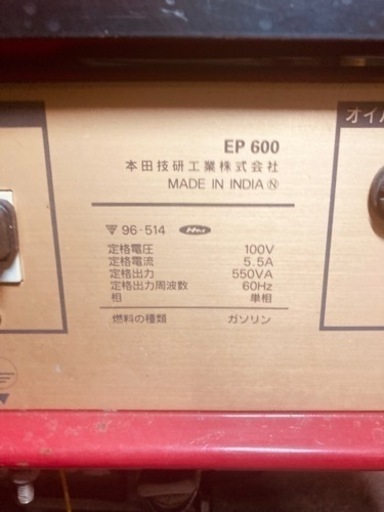 EP 600
本田技研工業株式会社
MADE IN INDIA Ⓝ
96-514
定格電圧 100V
定格電流 5.5A
定格出力 550VA
定格出力周波数 60Hz
相 単相
燃料の種類 ガソリン
オイル